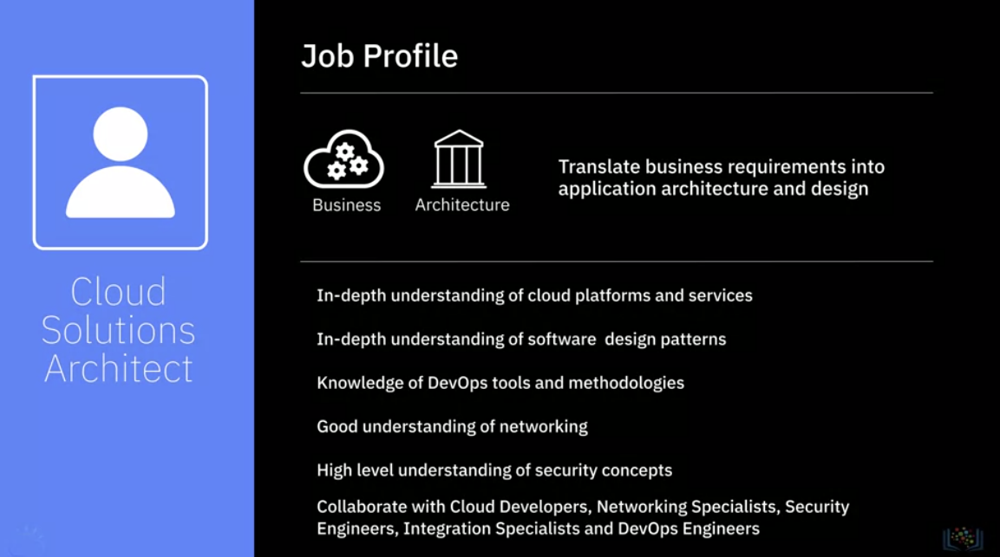 Job Profile
Business
Architecture
Translate business requirements into
application architecture and design
Cloud
Solutions
Architect
In-depth understanding of cloud platforms and services
In-depth understanding of software design patterns
Knowledge of DevOps tools and methodologies
Good understanding of networking
High level understanding of security concepts
Collaborate with Cloud Developers, Networking Specialists, Security
Engineers, Integration Specialists and DevOps Engineers